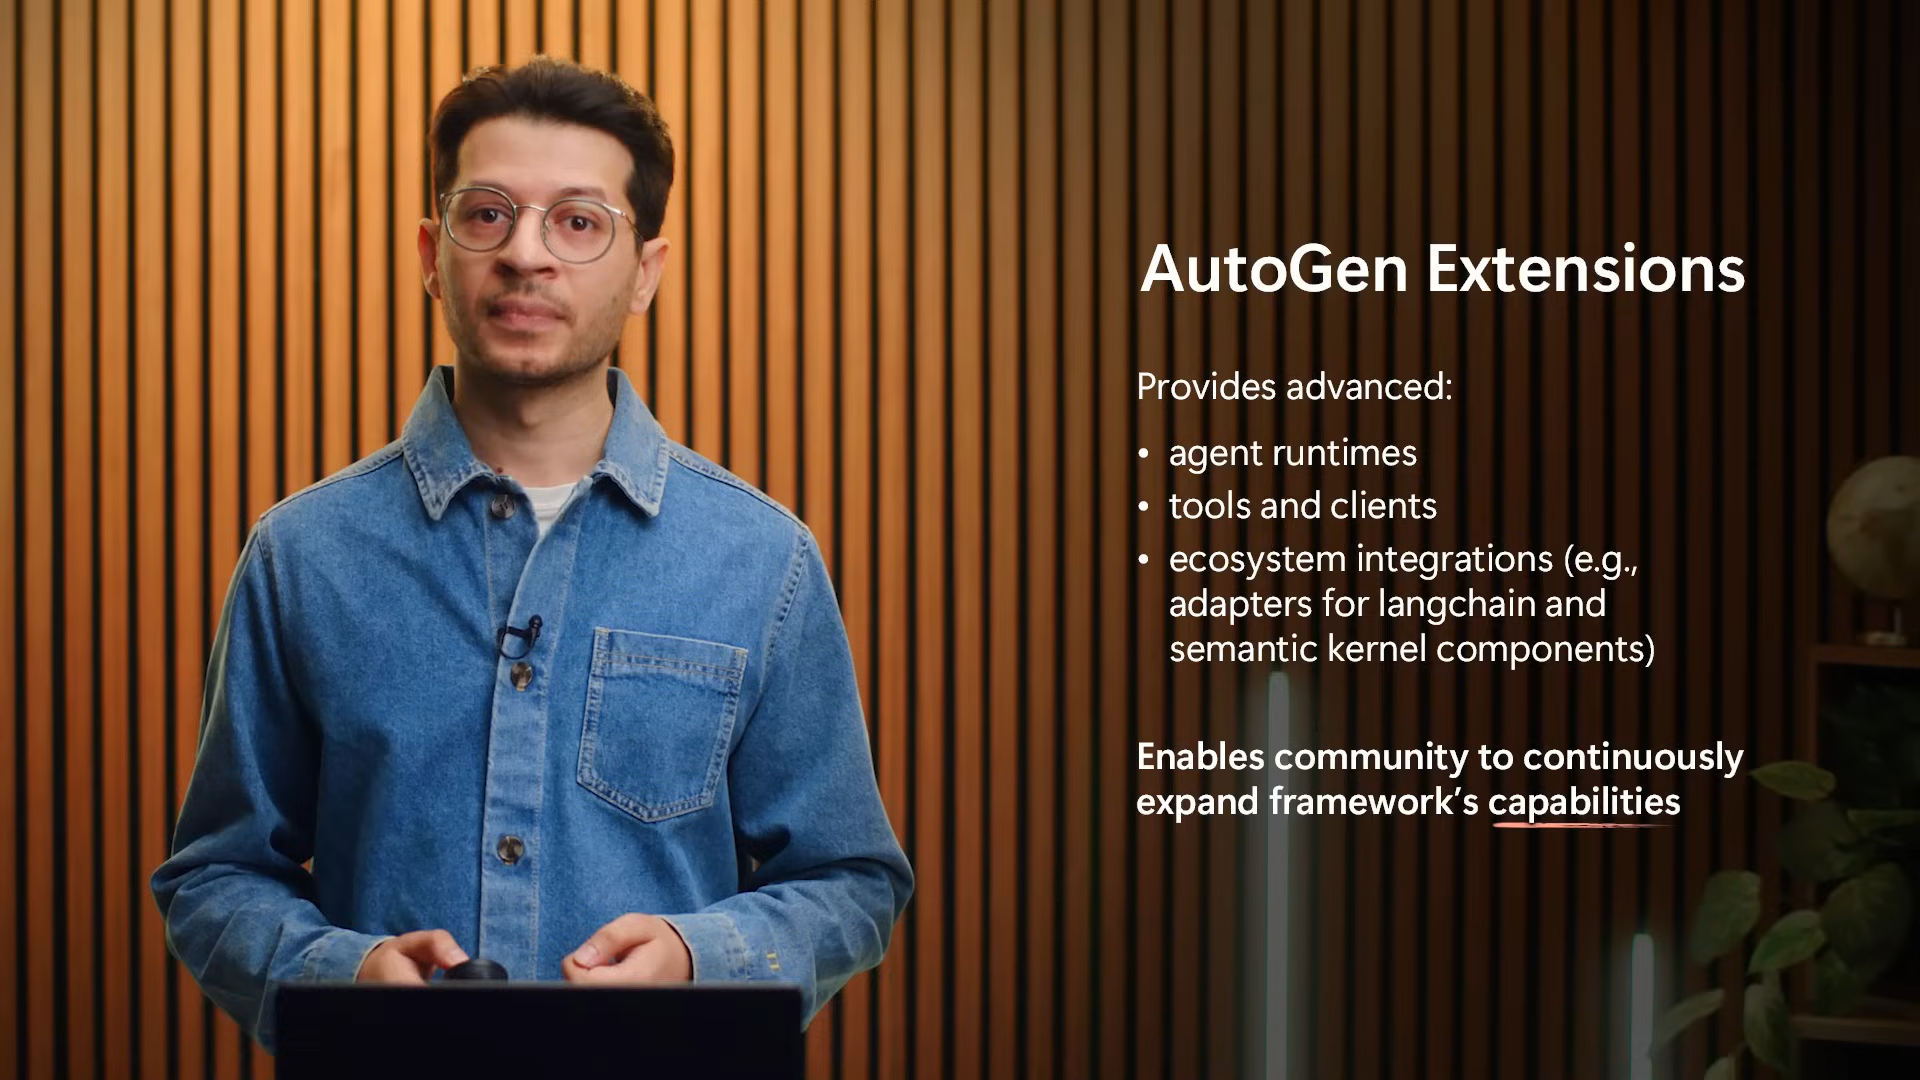 AutoGen Extensions
Provides advanced:
• agent runtimes
• tools and clients
• ecosystem integrations (e.g.,
adapters for langchain and
semantic kernel components)
Enables community to continuously
expand framework’s capabilities